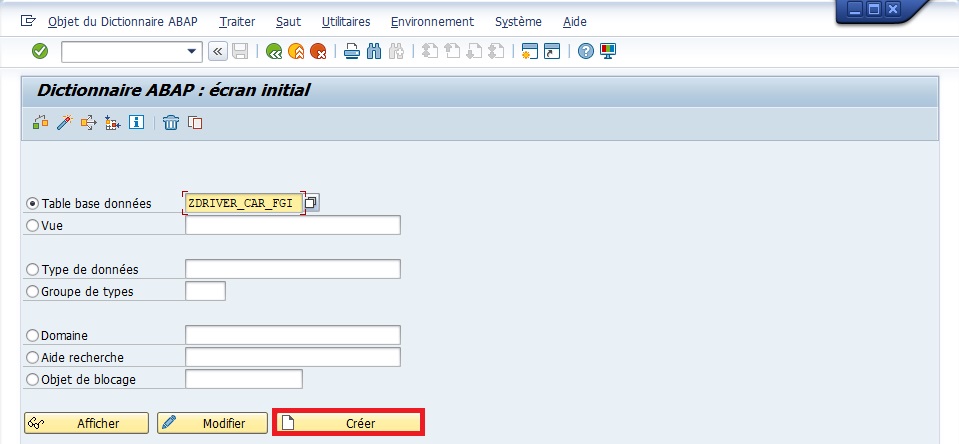 Objet du Dictionnaire ABAP Traiter Saut Utilitaires Environnement Système Aide
Dictionnaire ABAP : écran initial
Table base données ZDRIVER_CAR_FGI
Vue
Type de données
Groupe de types
Domaine
Aide recherche
Objet de blocage
Afficher Modifier Créer